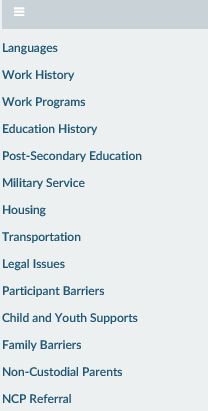 Languages
Work History
Work Programs
Education History
Post-Secondary Education
Military Service
Housing
Transportation
Legal Issues
Participant Barriers
Child and Youth Supports
Family Barriers
Non-Custodial Parents
NCP Referral